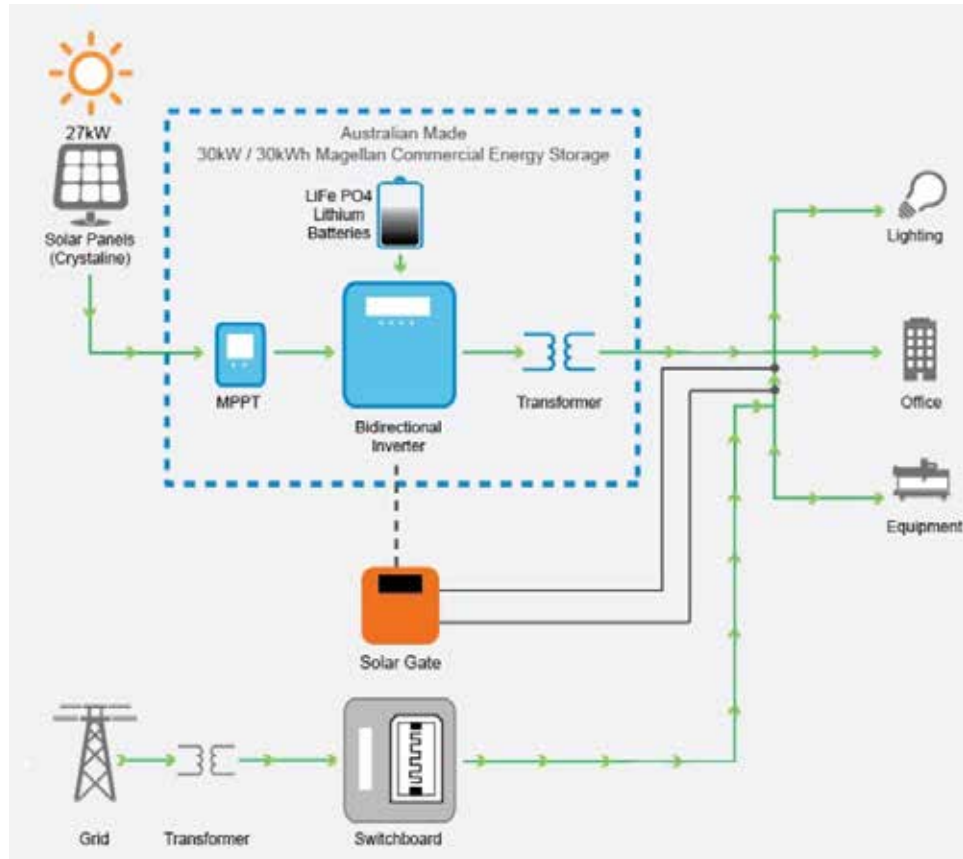 27kW
Solar Panels
(Crystaline)
Australian Made
30kW / 30kWh Magellan Commercial Energy Storage
LiFe PO4
Lithium
Batteries
MPPT
Bidirectional
Inverter
Transformer
Lighting
Office
Equipment
Solar Gate
Grid
Transformer
Switchboard